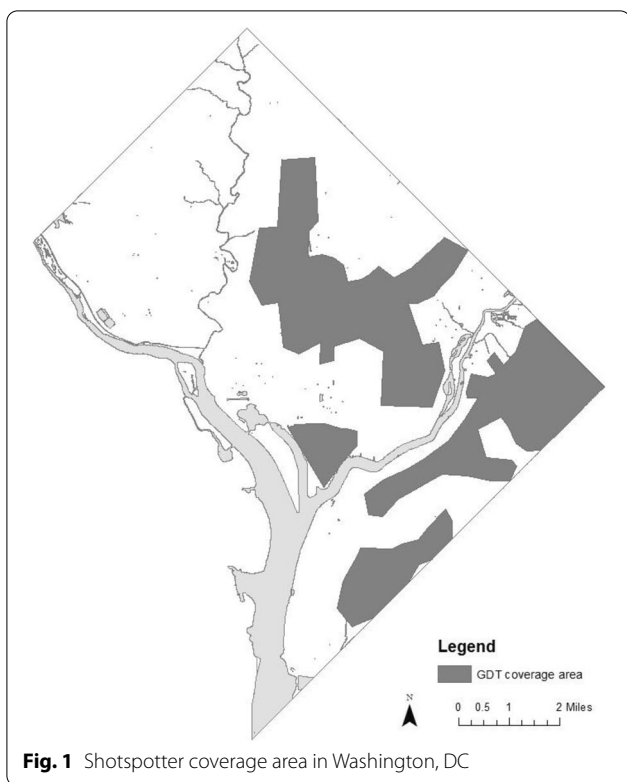 Legend
GDT coverage area
N
0 0.5 1 2 Miles
Fig. 1 Shotspotter coverage area in Washington, DC